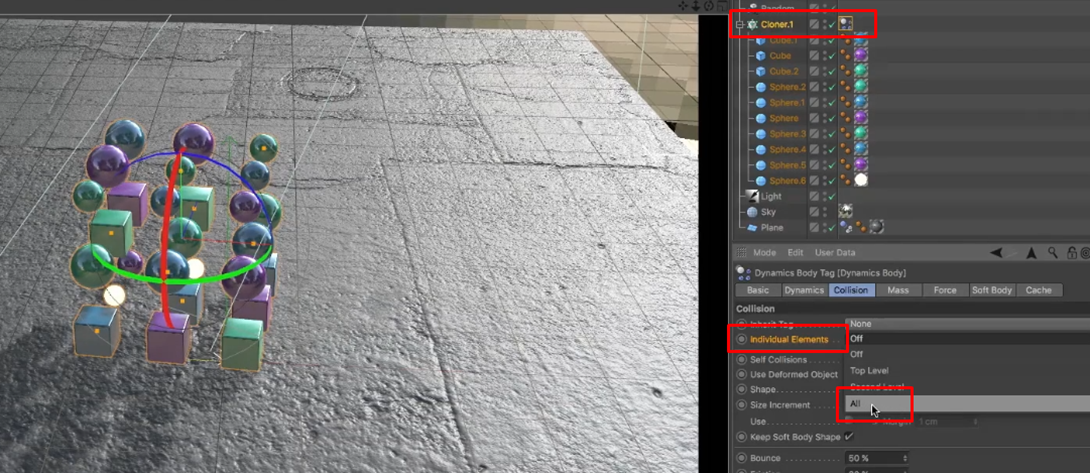 Random
Cloner.1
Cube.1
Cube
Cube.2
Sphere.2
Sphere.1
Sphere
Sphere.3
Sphere.4
Sphere.5
Sphere.6
Light
Sky
Plane
Mode Edit User Data
Dynamics Body Tag [Dynamics Body]
Basic Dynamics Collision Mass Force Soft Body Cache
Collision
Inherit Tag None
Individual Elements Off
Off
Self Collisions
Top Level
Use Deformed Object
Second Level
Shape
All
Size Increment
Use Margin 1 cm
Keep Soft Body Shape
Bounce 50 %